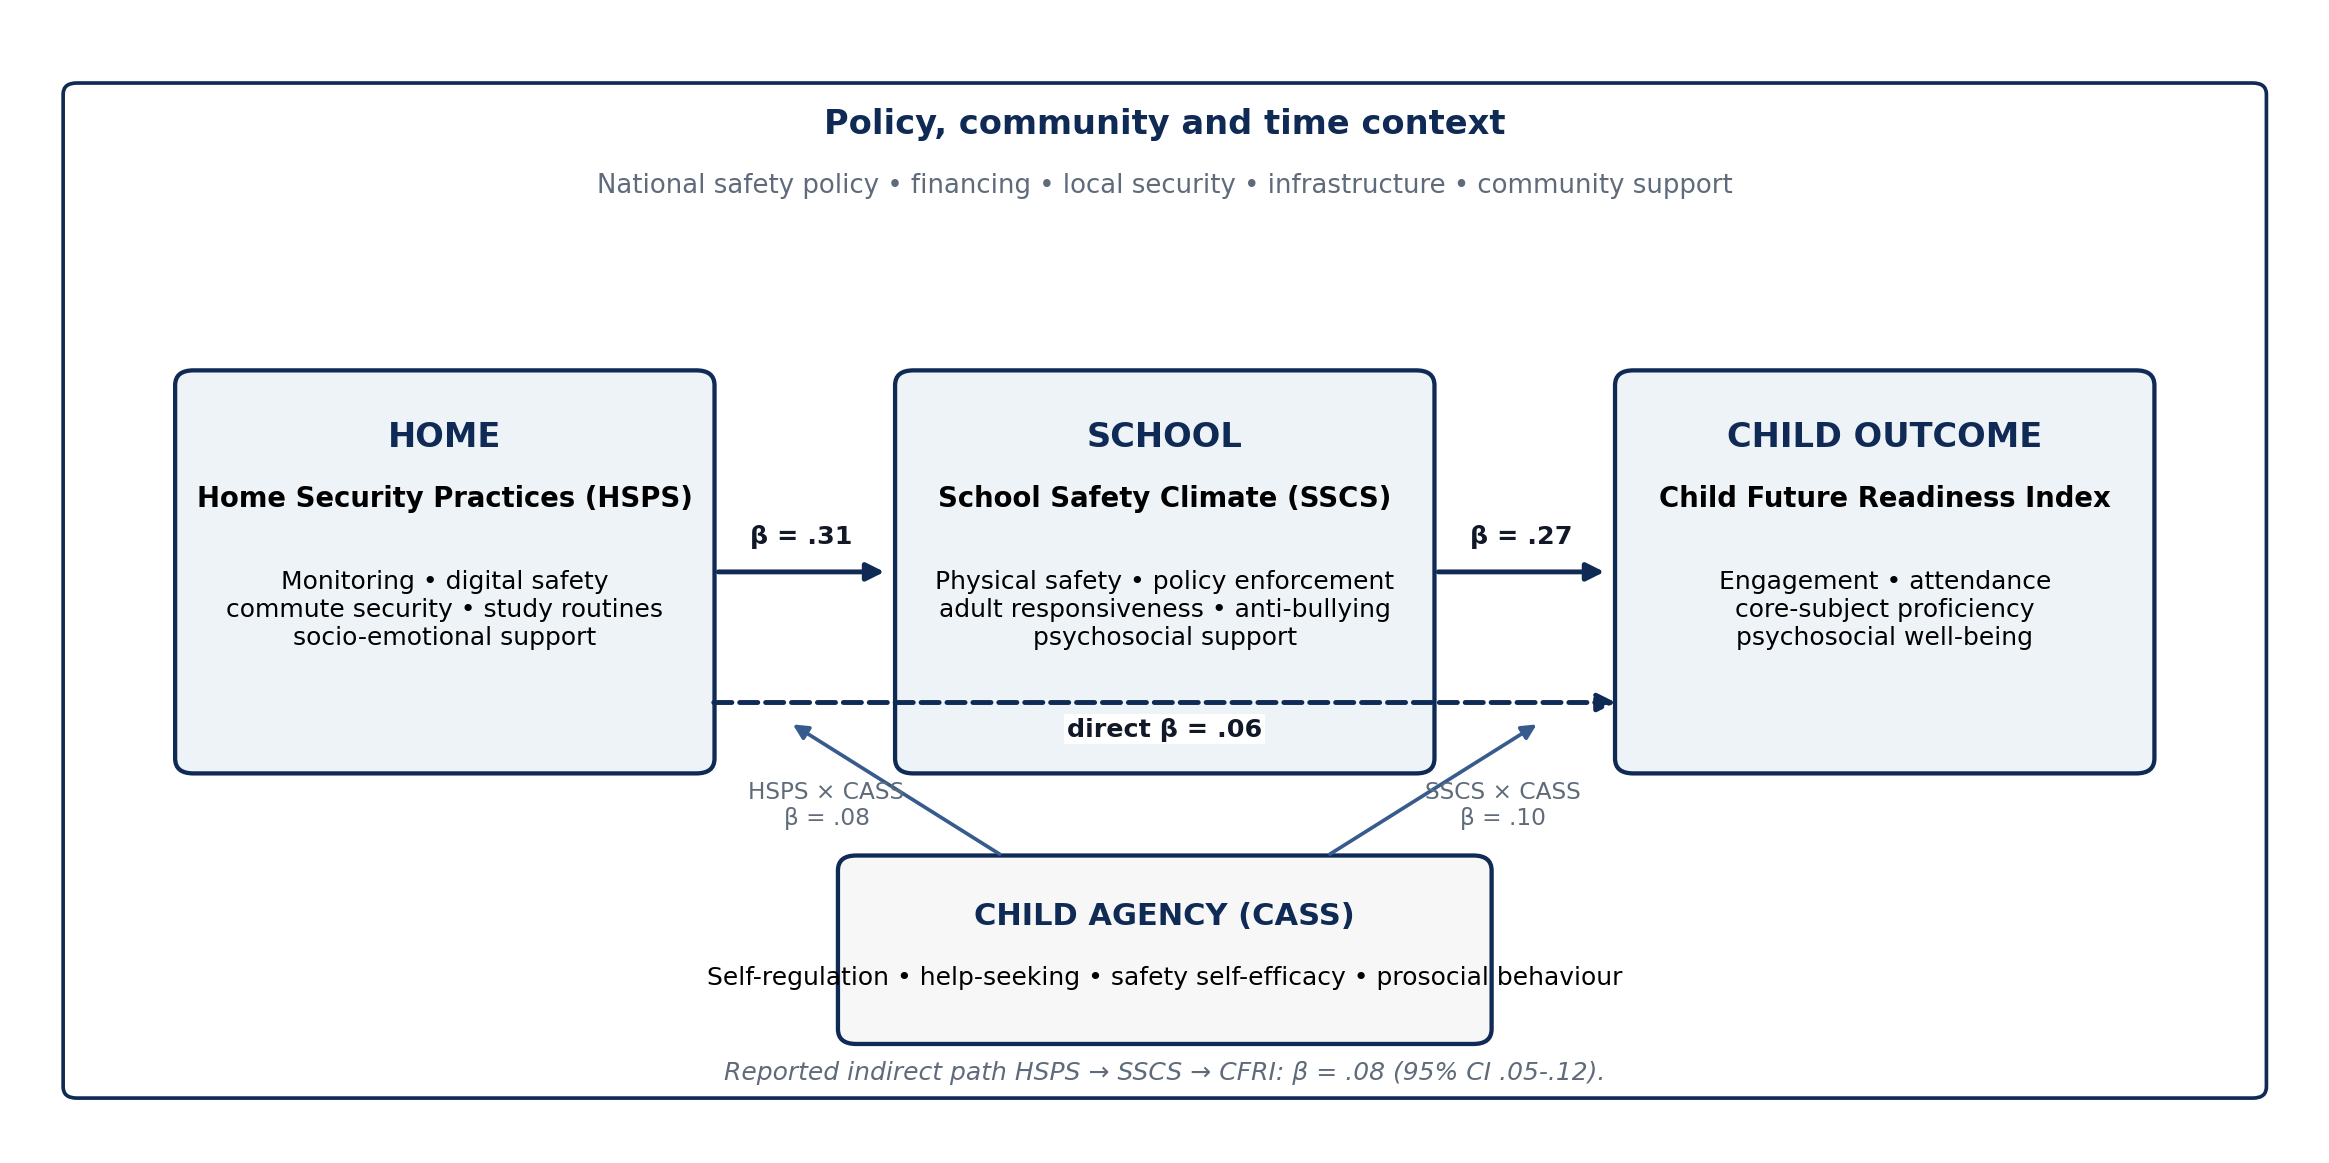 Policy, community and time context
National safety policy • financing • local security • infrastructure • community support
HOME
Home Security Practices (HSPS)
Monitoring • digital safety
commute security • study routines
socio-emotional support
β = .31
SCHOOL
School Safety Climate (SSCS)
Physical safety • policy enforcement
adult responsiveness • anti-bullying
psychosocial support
β = .27
CHILD OUTCOME
Child Future Readiness Index
Engagement • attendance
core-subject proficiency
psychosocial well-being
direct β = .06
HSPS × CASS
β = .08
SSCS × CASS
β = .10
CHILD AGENCY (CASS)
Self-regulation • help-seeking • safety self-efficacy • prosocial behaviour
Reported indirect path HSPS → SSCS → CFRI: β = .08 (95% CI .05-.12).